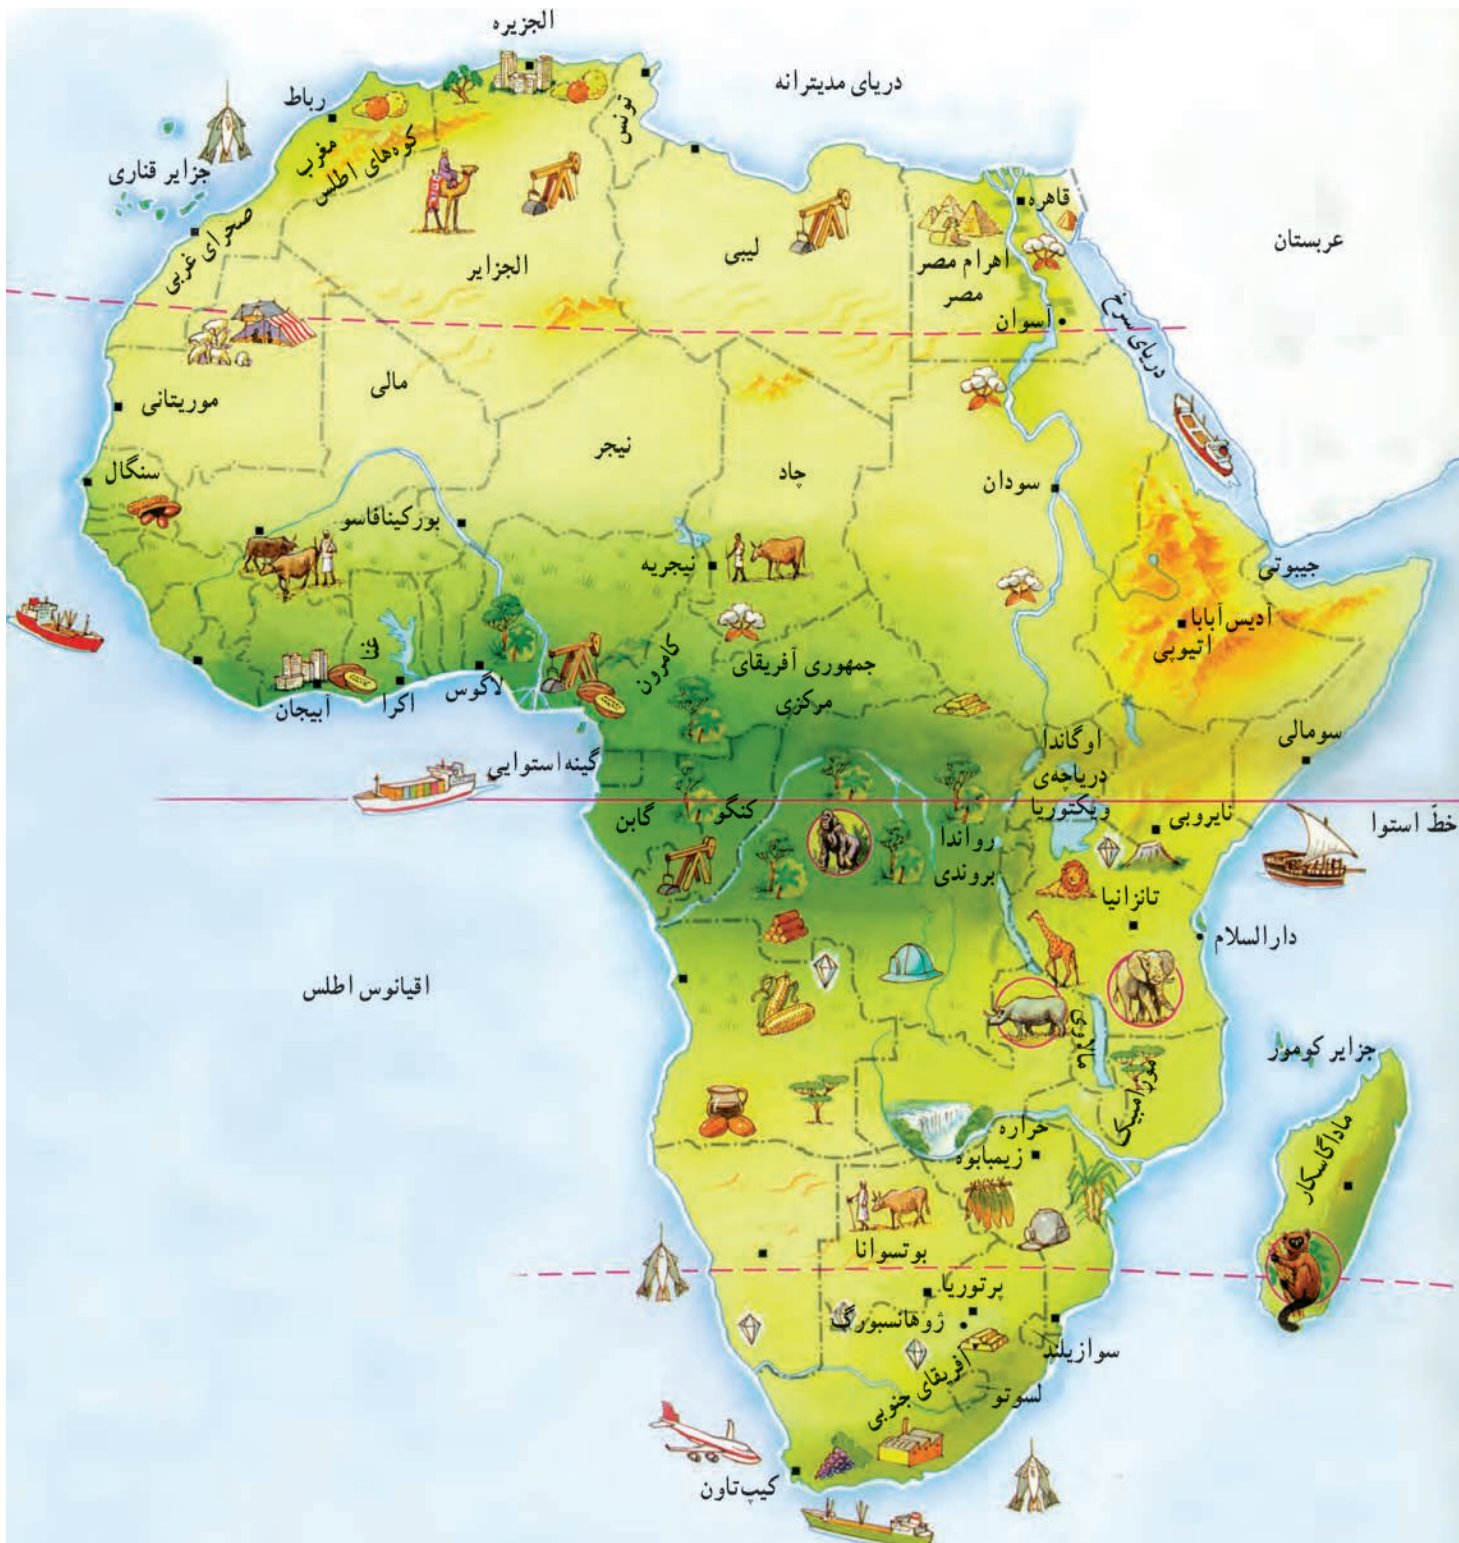 الجزیره
دریای مدیترانه
رباط
تونس
مغرب
کوه‌های اطلس
جزایر قناری
قاهره
عربستان
صحرای غربی
الجزایر
لیبی
اهرام مصر
مصر
دریای سرخ
اسوان
موریتانی
مالی
نیجر
چاد
سودان
سنگال
بورکینافاسو
نیجریه
جیبوتی
آدیس‌آبابا
اتیوپی
غنا
کامرون
جمهوری آفریقای
مرکزی
آبیجان
اکرا
لاگوس
سومالی
اوگاندا
دریاچه‌ی
ویکتوریا
گینه استوایی
گابن
کنگو
رواندا
بروندی
نایروبی
خطّ استوا
تانزانیا
دارالسلام
اقیانوس اطلس
مالاوی
موزامبیک
جزایر کومور
ماداگاسکار
حراره
زیمبابوه
بوتسوانا
پرتوریا
ژوهانسبورگ
سوازیلند
افریقای جنوبی
لسوتو
کیپ‌تاون